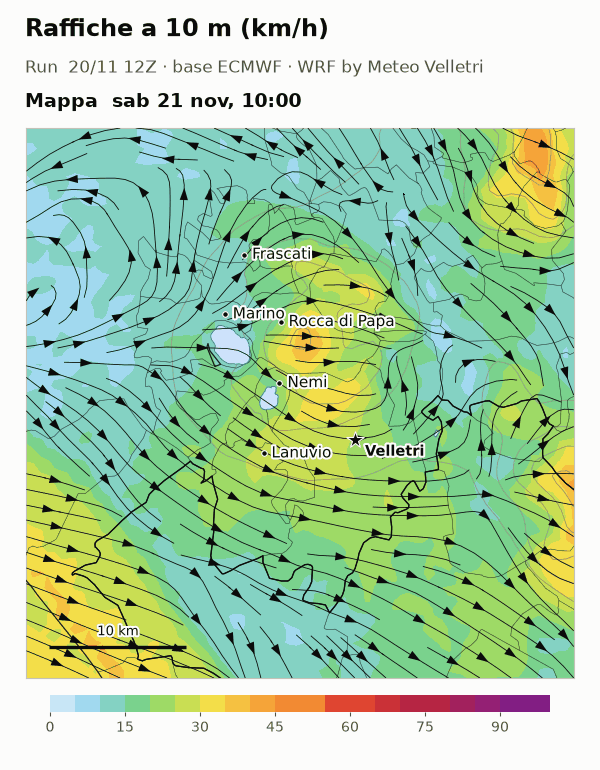 Raffiche a 10 m (km/h)
Run  20/11 12Z · base ECMWF · WRF by Meteo Velletri
Mappa  sab 21 nov, 10:00
Frascati
Marino
Rocca di Papa
Nemi
Velletri
Lanuvio
10 km
0 15 30 45 60 75 90